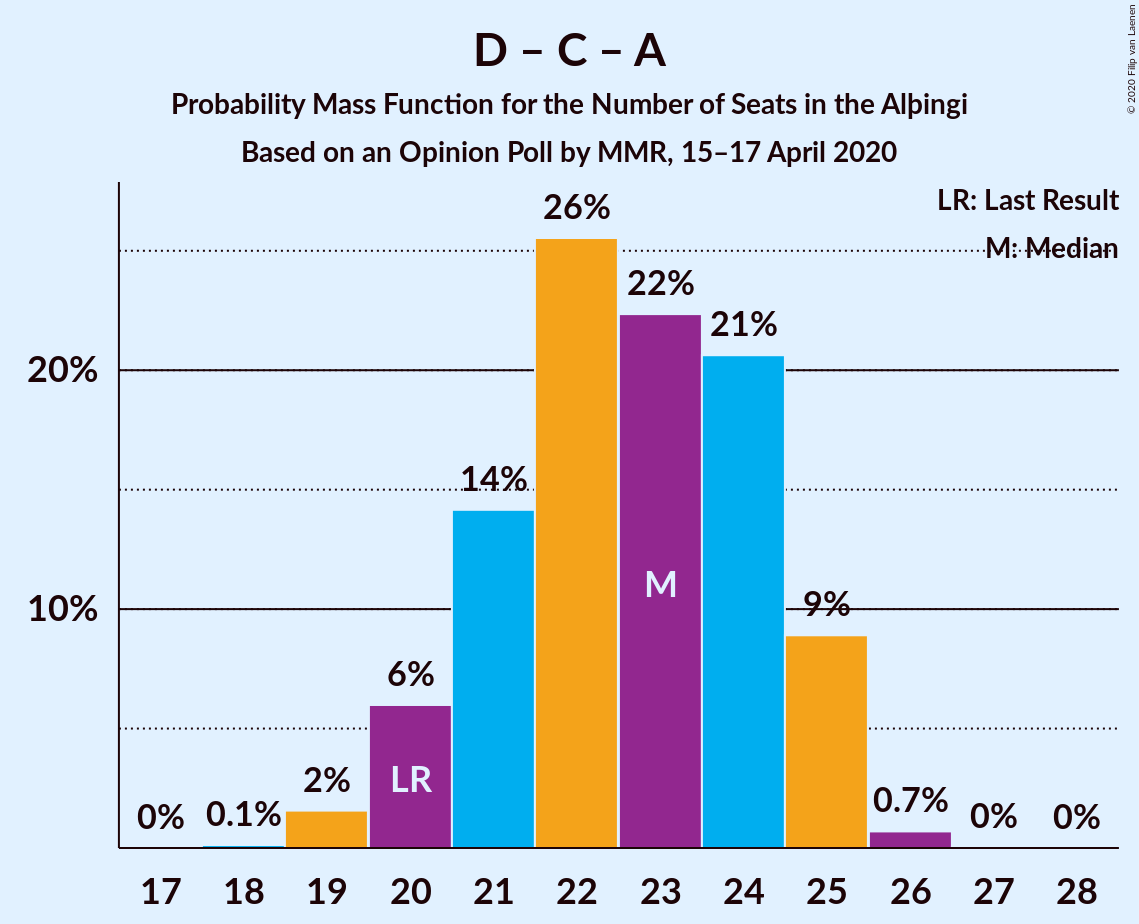 D – C – A
Probability Mass Function for the Number of Seats in the Alþingi
Based on an Opinion Poll by MMR, 15–17 April 2020
© 2020 Filip van Laenen
LR: Last Result
M: Median
26%
22%
21%
20%
14%
M
10%
9%
6%
LR
2%
0.1%
0%
0.7%
0%
0%
17 18 19 20 21 22 23 24 25 26 27 28